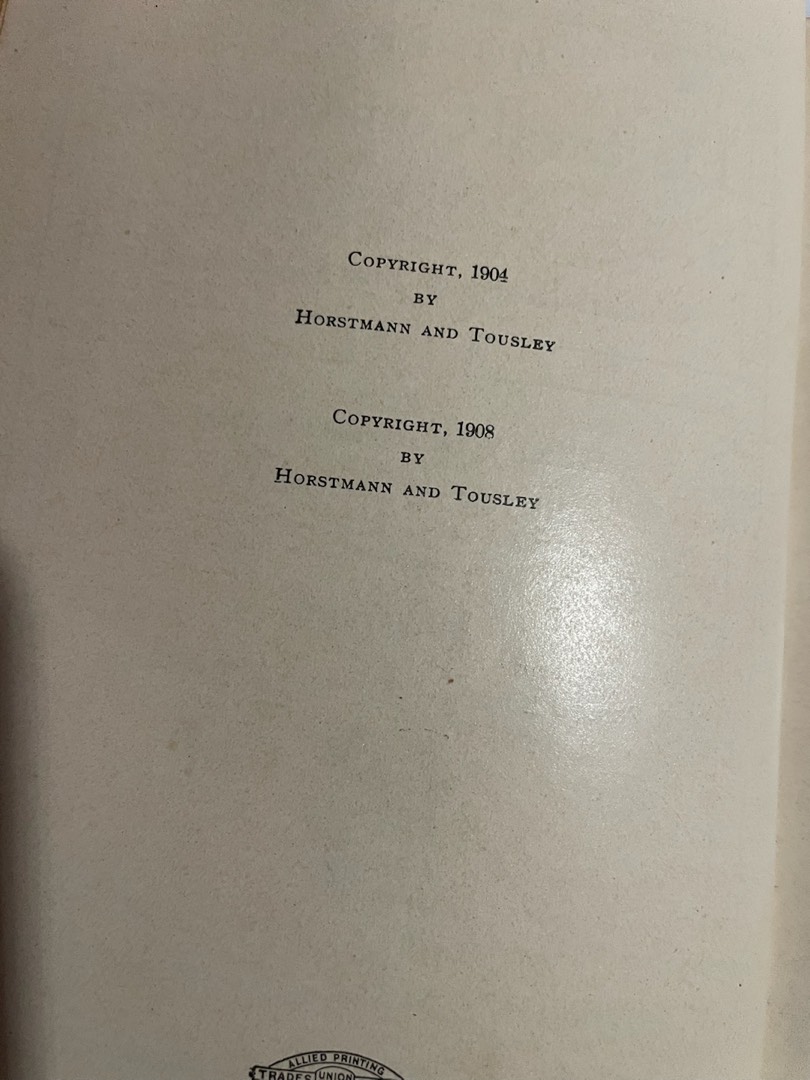 COPYRIGHT, 1904
BY
HORSTMANN AND TOUSLEY
COPYRIGHT, 1908
BY
HORSTMANN AND TOUSLEY
ALLIED PRINTING
TRADES UNION